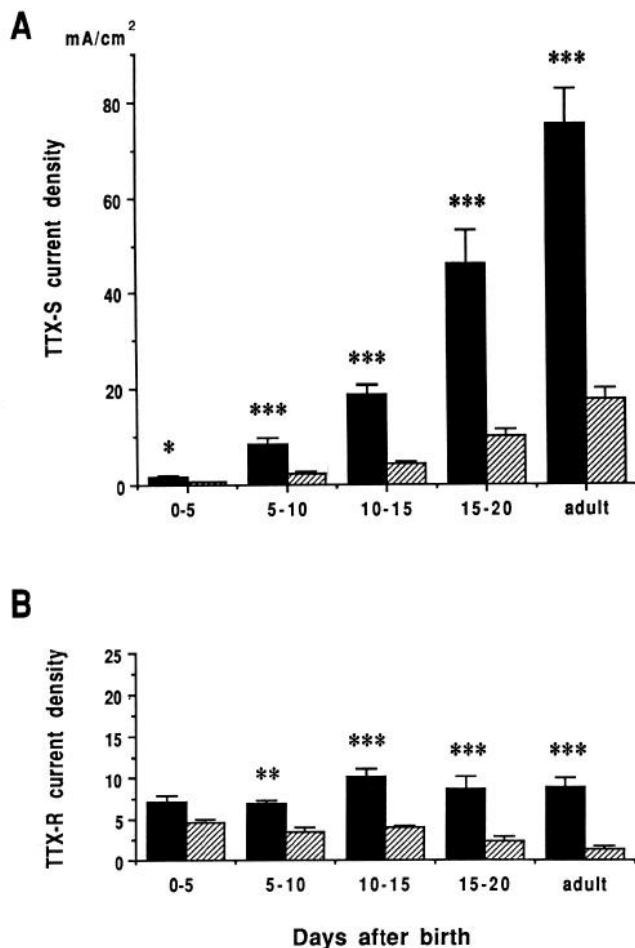 A
mA/cm²
TTX-S current density
80
60
40
20
0
***
***
***
***
*
0-5 5-10 10-15 15-20 adult
B
TTX-R current density
25
20
15
10
5
0
** *** *** ***
0-5 5-10 10-15 15-20 adult
Days after birth